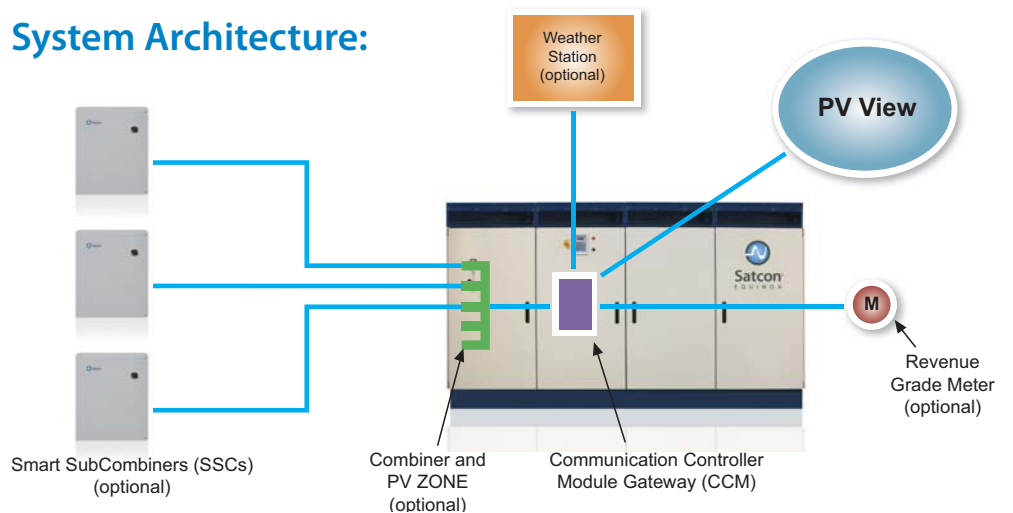 System Architecture:
Weather
Station
(optional)
PV View
Satcon
EQUINOX
M
Revenue
Grade Meter
(optional)
Smart SubCombiners (SSCs)
(optional)
Combiner and
PV ZONE
(optional)
Communication Controller
Module Gateway (CCM)